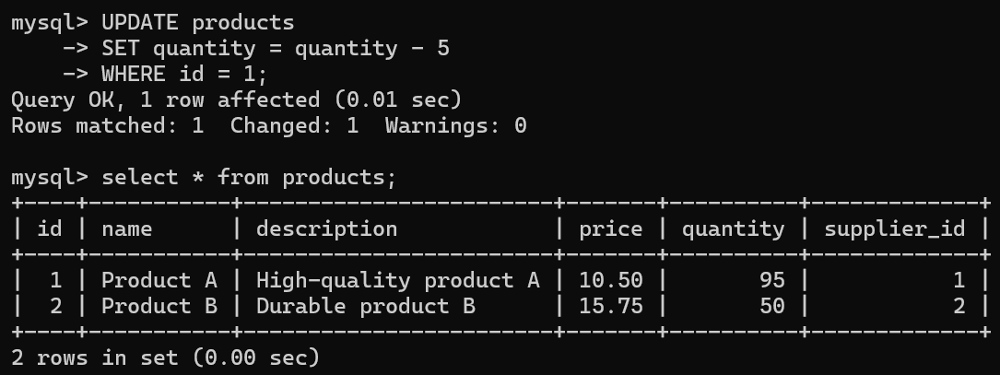 mysql> UPDATE products
    -> SET quantity = quantity - 5
    -> WHERE id = 1;
Query OK, 1 row affected (0.01 sec)
Rows matched: 1  Changed: 1  Warnings: 0

mysql> select * from products;
+----+-----------+------------------------+-------+----------+-------------+
| id | name      | description            | price | quantity | supplier_id |
+----+-----------+------------------------+-------+----------+-------------+
|  1 | Product A | High-quality product A | 10.50 |       95 |           1 |
|  2 | Product B | Durable product B      | 15.75 |       50 |           2 |
+----+-----------+------------------------+-------+----------+-------------+
2 rows in set (0.00 sec)